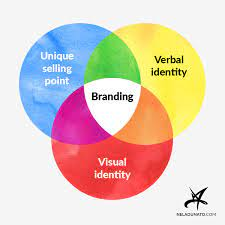 Unique
selling
point
Verbal
identity
Branding
Visual
identity
NELADUNATO.COM